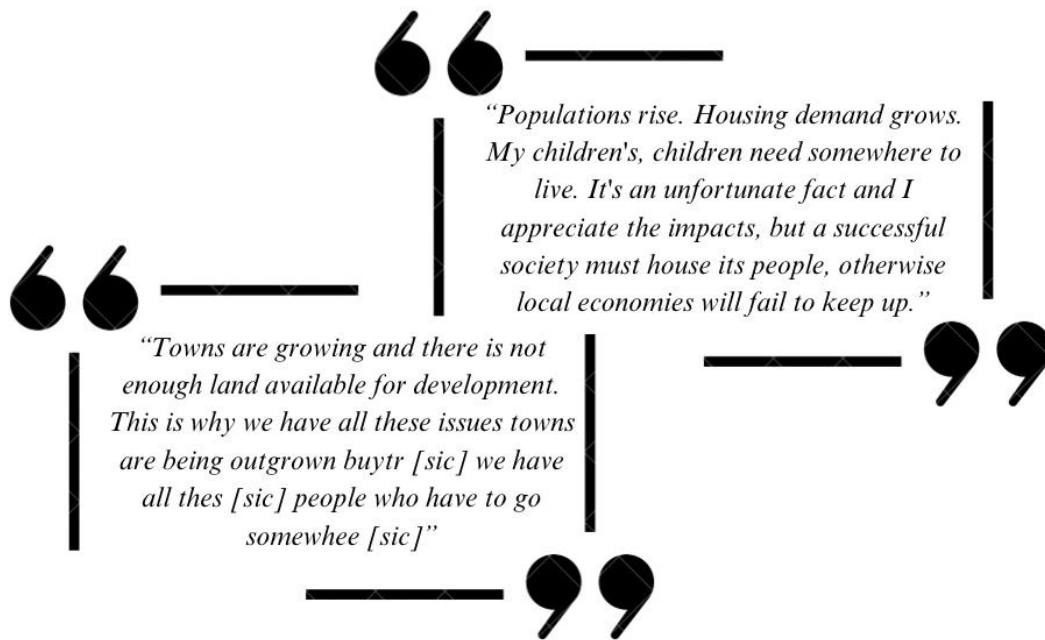 “Populations rise. Housing demand grows.
My children's, children need somewhere to
live. It's an unfortunate fact and I
appreciate the impacts, but a successful
society must house its people, otherwise
local economies will fail to keep up.”
“Towns are growing and there is not
enough land available for development.
This is why we have all these issues towns
are being outgrown buytr [sic] we have
all thes [sic] people who have to go
somewhee [sic]”